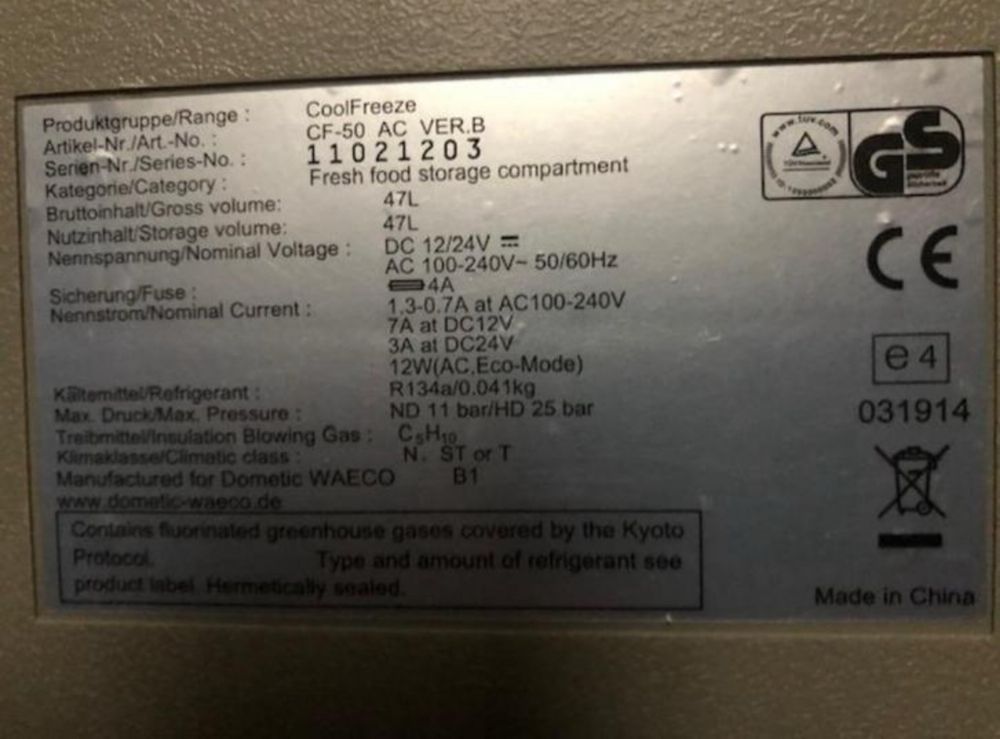 Produktgruppe/Range : CoolFreeze
Artikel-Nr./Art.-No. : CF-50 AC VER.B
Serien-Nr./Series-No. : 11021203
Kategorie/Category : Fresh food storage compartment
Bruttoinhalt/Gross volume: 47L
Nutzinhalt/Storage volume: 47L
Nennspannung/Nominal Voltage : DC 12/24V ⎓
AC 100-240V~ 50/60Hz
Sicherung/Fuse : 4A
Nennstrom/Nominal Current : 1.3-0.7A at AC100-240V
7A at DC12V
3A at DC24V
12W(AC,Eco-Mode)
Kältemittel/Refrigerant : R134a/0.041kg
Max. Druck/Max. Pressure : ND 11 bar/HD 25 bar
Treibmittel/Insulation Blowing Gas : C₅H₁₀
Klimaklasse/Climatic class : N. ST or T
Manufactured for Dometic WAECO B1
www.dometic-waeco.de
Contains fluorinated greenhouse gases covered by the Kyoto
Protocol. Type and amount of refrigerant see
product label. Hermetically sealed.
www.tuv.com
GS
geprüfte
Sicherheit
CE
e4
031914
Made in China